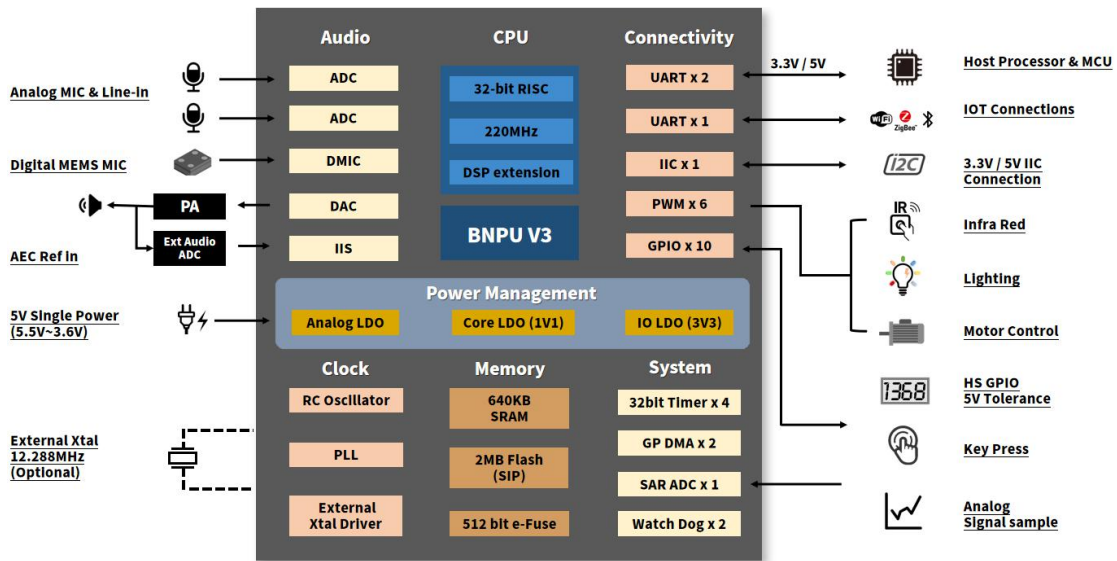 Audio
CPU
Connectivity
ADC
ADC
DMIC
DAC
IIS
32-bit RISC
220MHz
DSP extension
BNPU V3
UART x 2
UART x 1
IIC x 1
PWM x 6
GPIO x 10
Analog MIC & Line-in
Digital MEMS MIC
PA
Ext Audio
ADC
AEC Ref in
5V Single Power
(5.5V~3.6V)
External Xtal
12.288MHz
(Optional)
Power Management
Analog LDO
Core LDO (1V1)
IO LDO (3V3)
Clock
Memory
System
RC Oscillator
PLL
External
Xtal Driver
640KB
SRAM
2MB Flash
(SIP)
512 bit e-Fuse
32bit Timer x 4
GP DMA x 2
SAR ADC x 1
Watch Dog x 2
3.3V / 5V
Host Processor & MCU
WiFi
ZigBee
IOT Connections
I2C
3.3V / 5V IIC
Connection
IR
Infra Red
Lighting
Motor Control
1368
HS GPIO
5V Tolerance
Key Press
Analog
Signal sample